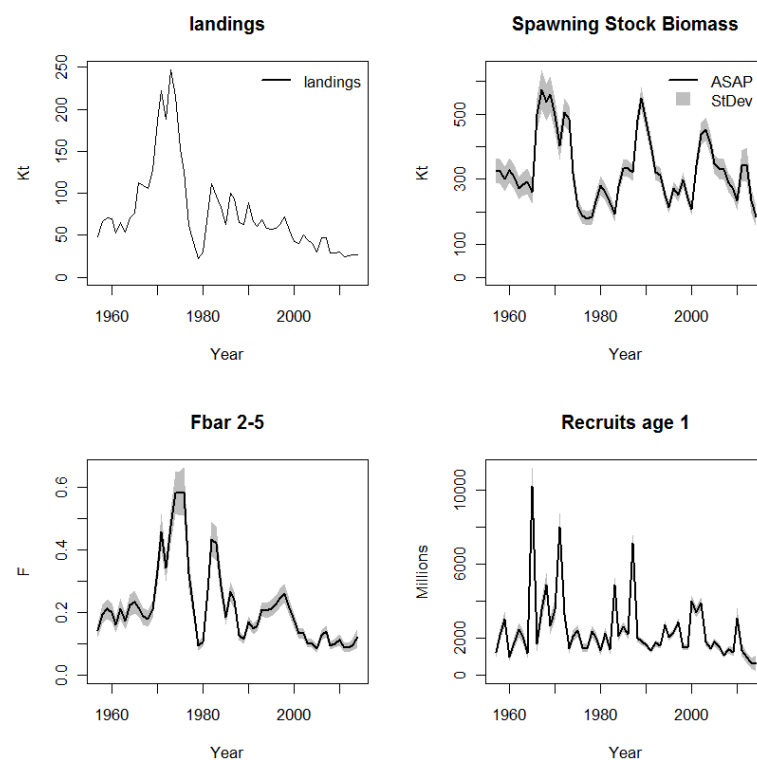 landings
Kt
0 50 100 150 200 250
landings
1960 1980 2000
Year
Spawning Stock Biomass
Kt
0 100 300 500
ASAP
StDev
1960 1980 2000
Year
Fbar 2-5
F
0.0 0.2 0.4 0.6
1960 1980 2000
Year
Recruits age 1
Millions
0 2000 6000 10000
1960 1980 2000
Year